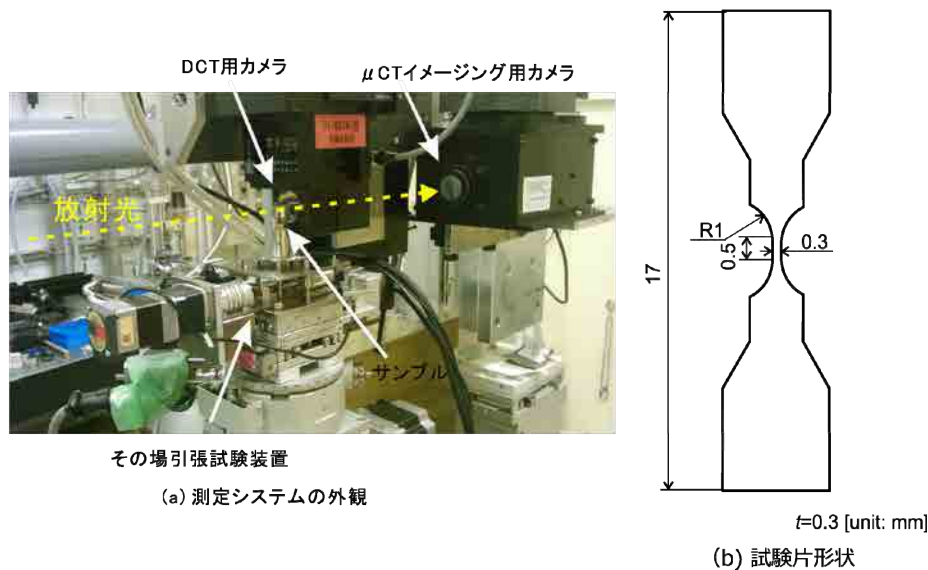 DCT用カメラ
μCTイメージング用カメラ
放射光
サンプル
その場引張試験装置
(a) 測定システムの外観
R1
0.5
0.3
17
t=0.3 [unit: mm]
(b) 試験片形状